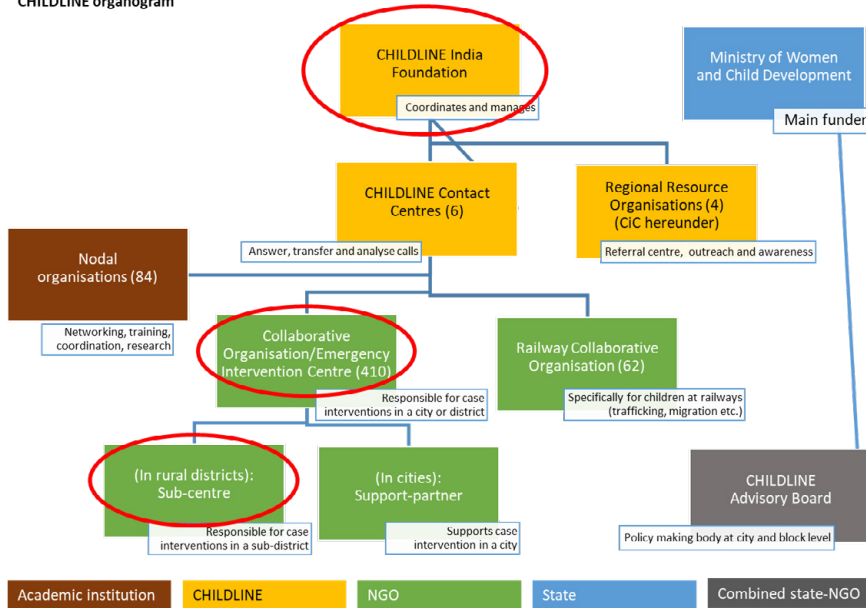 CHILDLINE organogram
CHILDLINE India
Foundation
Coordinates and manages
Ministry of Women
and Child Development
Main funder
CHILDLINE Contact
Centres (6)
Answer, transfer and analyse calls
Regional Resource
Organisations (4)
(CiC hereunder)
Referral centre, outreach and awareness
Nodal
organisations (84)
Networking, training,
coordination, research
Collaborative
Organisation/Emergency
Intervention Centre (410)
Responsible for case
interventions in a city or district
Railway Collaborative
Organisation (62)
Specifically for children at railways
(trafficking, migration etc.)
(In rural districts):
Sub-centre
Responsible for case
interventions in a sub-district
(In cities):
Support-partner
Supports case
intervention in a city
CHILDLINE
Advisory Board
Policy making body at city and block level
Academic institution
CHILDLINE
NGO
State
Combined state-NGO